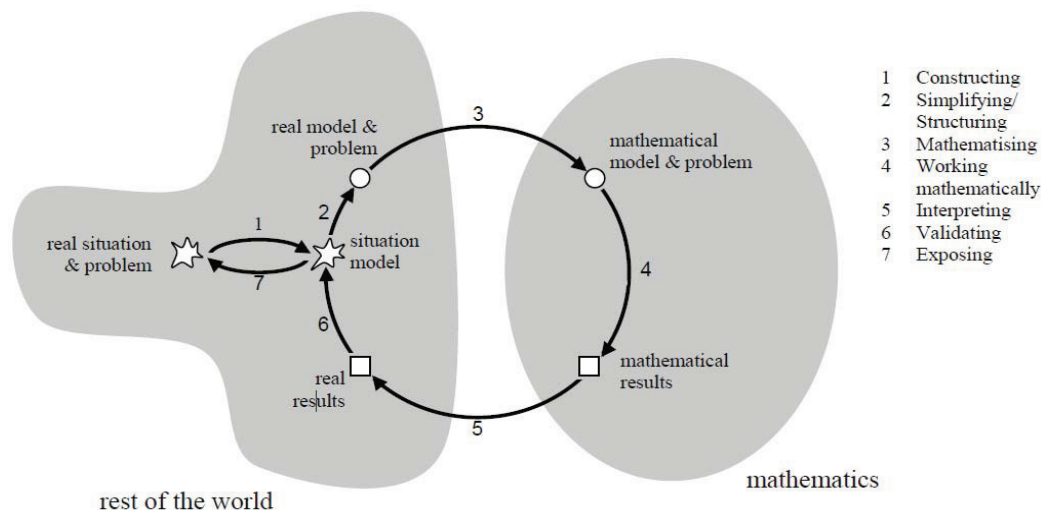 3
real model &
problem
mathematical
model & problem
2
1
real situation
& problem
situation
model
7
4
6
real
results
mathematical
results
5
rest of the world
mathematics
1 Constructing
2 Simplifying/
Structuring
3 Mathematising
4 Working
mathematically
5 Interpreting
6 Validating
7 Exposing